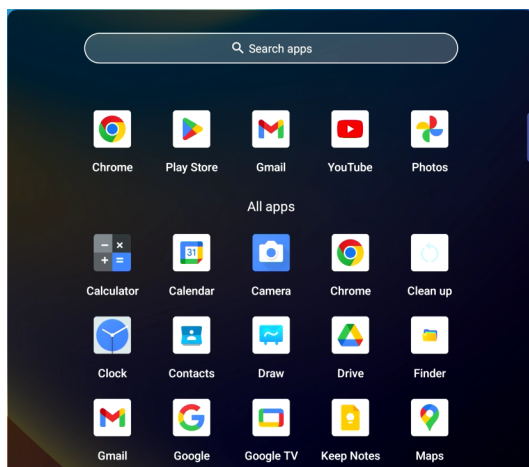 Search apps
Chrome Play Store Gmail YouTube Photos
All apps
31
Calculator Calendar Camera Chrome Clean up
Clock Contacts Draw Drive Finder
Gmail Google Google TV Keep Notes Maps